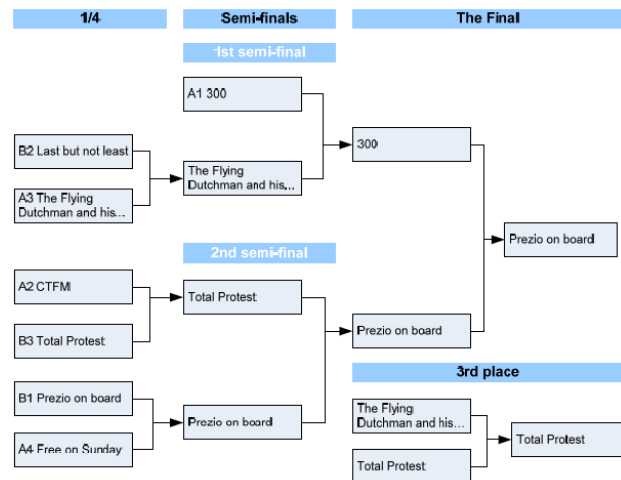 1/4
Semi-finals
The Final
1st semi-final
A1 300
300
B2 Last but not least
The Flying
Dutchman and his...
A3 The Flying
Dutchman and his...
Prezio on board
2nd semi-final
A2 CTFMI
Total Protest
B3 Total Protest
Prezio on board
3rd place
B1 Prezio on board
Prezio on board
A4 Free on Sunday
The Flying
Dutchman and his...
Total Protest
Total Protest